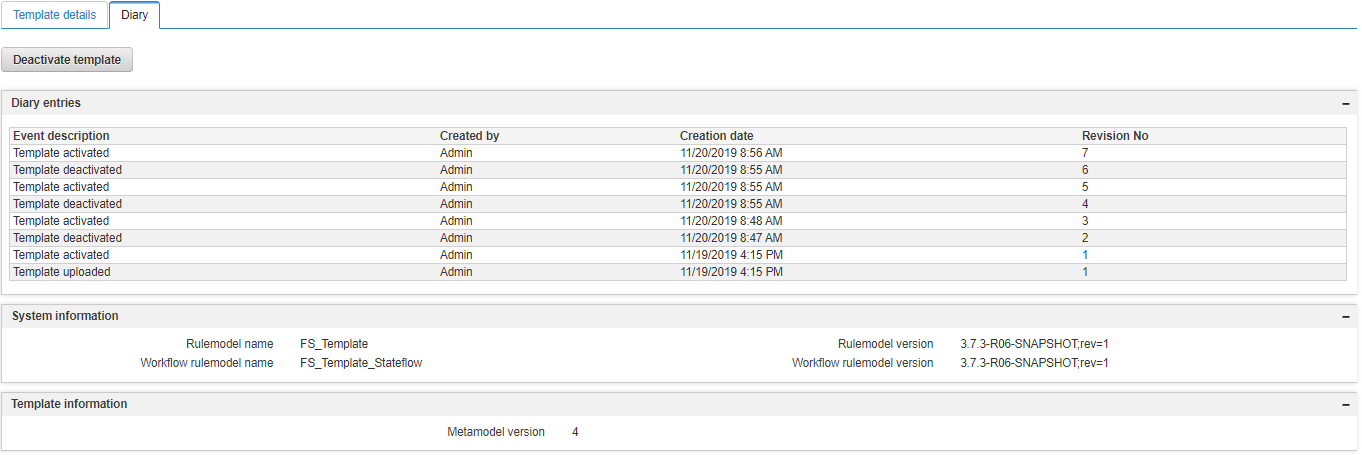 Template details Diary
Deactivate template
Diary entries
Event description Created by Creation date Revision No
Template activated Admin 11/20/2019 8:56 AM 7
Template deactivated Admin 11/20/2019 8:55 AM 6
Template activated Admin 11/20/2019 8:55 AM 5
Template deactivated Admin 11/20/2019 8:55 AM 4
Template activated Admin 11/20/2019 8:48 AM 3
Template deactivated Admin 11/20/2019 8:47 AM 2
Template activated Admin 11/19/2019 4:15 PM 1
Template uploaded Admin 11/19/2019 4:15 PM 1
System information
Rulemodel name FS_Template Rulemodel version 3.7.3-R06-SNAPSHOT;rev=1
Workflow rulemodel name FS_Template_Stateflow Workflow rulemodel version 3.7.3-R06-SNAPSHOT;rev=1
Template information
Metamodel version 4